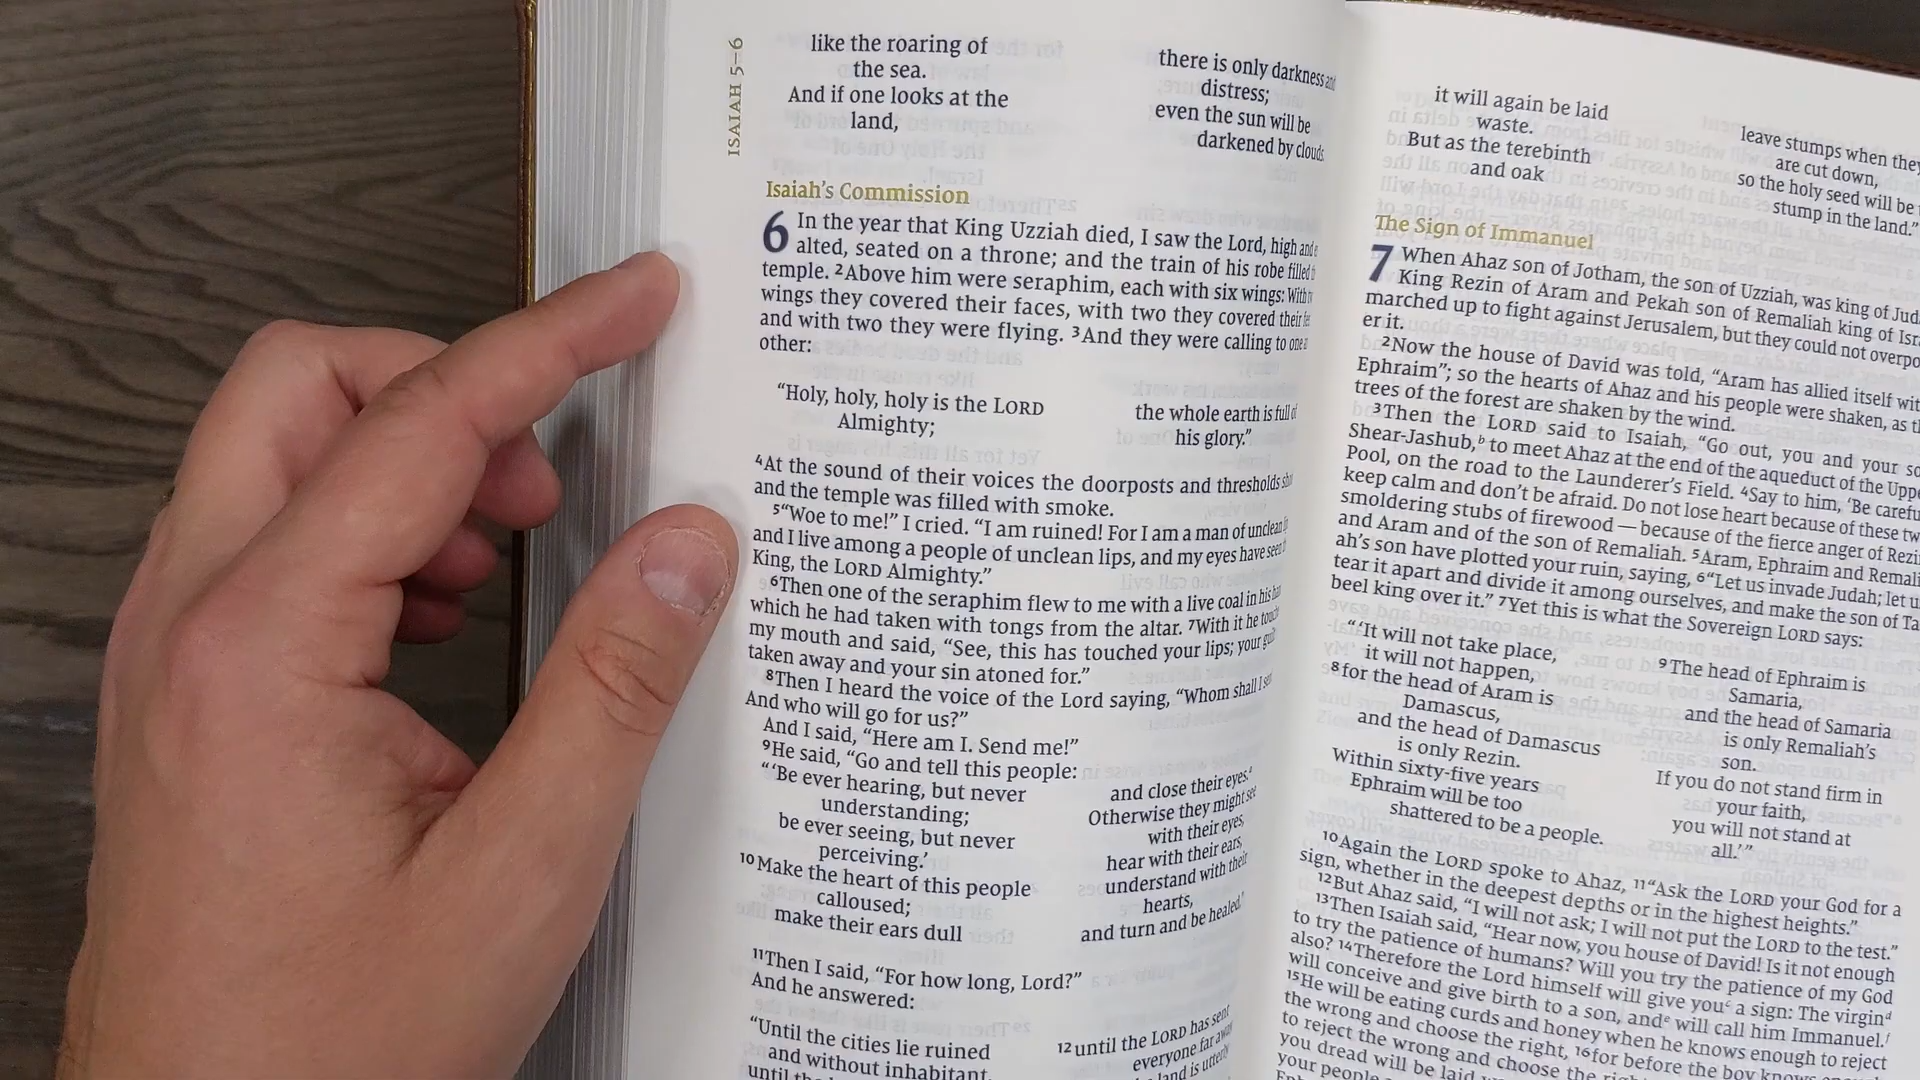 ISAIAH 5–6
like the roaring of
the sea.
And if one looks at the
land,
there is only darkness and
distress;
even the sun will be
darkened by clouds
Isaiah's Commission
6 In the year that King Uzziah died, I saw the Lord, high and
alted, seated on a throne; and the train of his robe filled
temple. 2Above him were seraphim, each with six wings: With
wings they covered their faces, with two they covered their
and with two they were flying. 3And they were calling to one
other:
“Holy, holy, holy is the LORD
Almighty;
the whole earth is full of
his glory.”
4At the sound of their voices the doorposts and thresholds
and the temple was filled with smoke.
5“Woe to me!” I cried. “I am ruined! For I am a man of unclean
and I live among a people of unclean lips, and my eyes have seen
King, the LORD Almighty.”
6Then one of the seraphim flew to me with a live coal in his
which he had taken with tongs from the altar. 7With it he
my mouth and said, “See, this has touched your lips; your
taken away and your sin atoned for.”
8Then I heard the voice of the Lord saying, “Whom shall I
And who will go for us?”
And I said, “Here am I. Send me!”
9He said, “Go and tell this people:
“‘Be ever hearing, but never
understanding;
be ever seeing, but never
perceiving.’
10Make the heart of this people
calloused;
make their ears dull
and close their eyes.a
Otherwise they might see
with their eyes,
hear with their ears,
understand with their
hearts,
and turn and be healed.”
11Then I said, “For how long, Lord?”
And he answered:
“Until the cities lie ruined
and without inhabitant,
until the
12until the LORD has sent
everyone far away
land is utterly
it will again be laid
waste.
But as the terebinth
and oak
leave stumps when they
are cut down,
so the holy seed will be
stump in the land.”
The Sign of Immanuel
7 When Ahaz son of Jotham, the son of Uzziah, was king of
King Rezin of Aram and Pekah son of Remaliah king of
marched up to fight against Jerusalem, but they could not
er it.
2Now the house of David was told, “Aram has allied itself
Ephraim”; so the hearts of Ahaz and his people were shaken, as
trees of the forest are shaken by the wind.
3Then the LORD said to Isaiah, “Go out, you and your
Shear-Jashub,b to meet Ahaz at the end of the aqueduct of the
Pool, on the road to the Launderer’s Field. 4Say to him, ‘Be
keep calm and don’t be afraid. Do not lose heart because of these
smoldering stubs of firewood — because of the fierce anger of
and Aram and of the son of Remaliah. 5Aram, Ephraim and
ah’s son have plotted your ruin, saying, 6“Let us invade Judah; let
tear it apart and divide it among ourselves, and make the son of
beel king over it.” 7Yet this is what the Sovereign LORD says:
“‘It will not take place,
it will not happen,
8for the head of Aram is
Damascus,
and the head of Damascus
is only Rezin.
Within sixty-five years
Ephraim will be too
shattered to be a people.
9The head of Ephraim is
Samaria,
and the head of Samaria
is only Remaliah’s
son.
If you do not stand firm in
your faith,
you will not stand at
all.’”
10Again the LORD spoke to Ahaz, 11“Ask the LORD your God for a
sign, whether in the deepest depths or in the highest heights.”
12But Ahaz said, “I will not ask; I will not put the LORD to the test.”
13Then Isaiah said, “Hear now, you house of David! Is it not enough
to try the patience of humans? Will you try the patience of my God
also? 14Therefore the Lord himself will give youc a sign: The virgind
will conceive and give birth to a son, ande will call him Immanuel.f
15He will be eating curds and honey when he knows enough to reject
the wrong and choose the right, 16for before the boy knows
to reject the wrong and choose the
you dread will be laid
your people